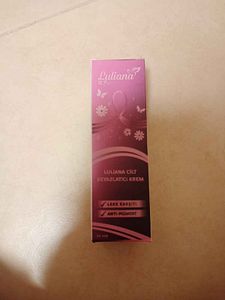 Luliana
LULIANA CİLT
BEYAZLATICI KREM
LEKE KARŞITI
ANTI-PIGMENT